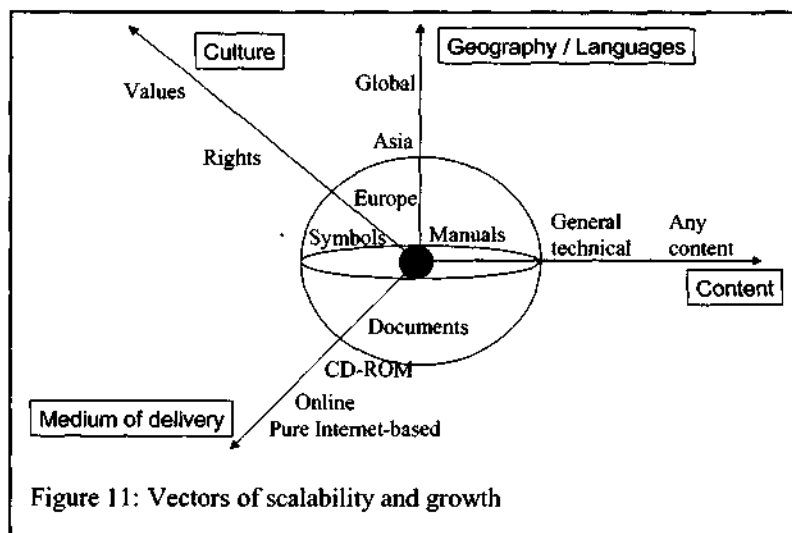 Culture
Geography / Languages
Values
Global
Rights
Asia
Europe
Symbols
Manuals
General
technical
Any
content
Content
Documents
CD-ROM
Online
Pure Internet-based
Medium of delivery
Figure 11: Vectors of scalability and growth